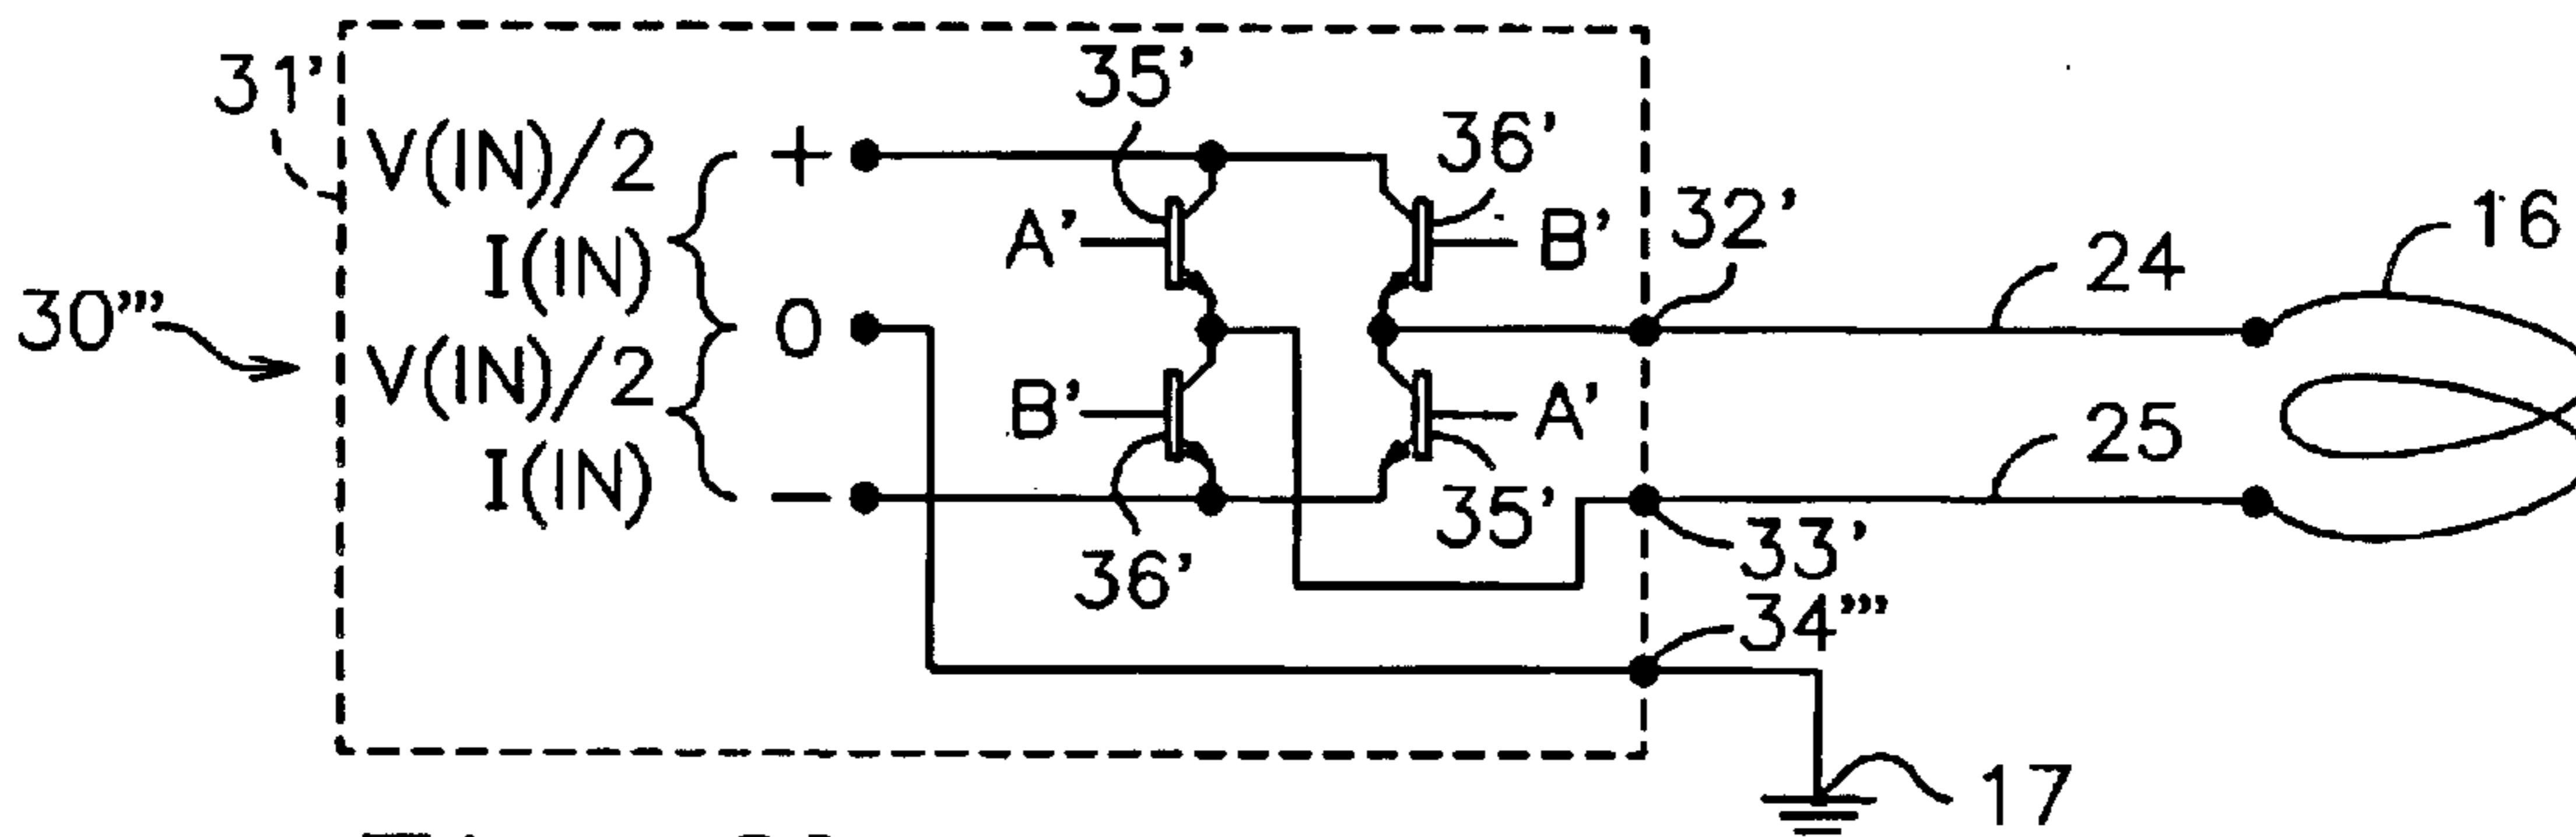 31'
35'
V(IN)/2
+
36'
A'
B'
32'
16
I(IN)
24
30'''
0
V(IN)/2
B'
A'
25
I(IN)
−
36'
35'
33'
34'''
17